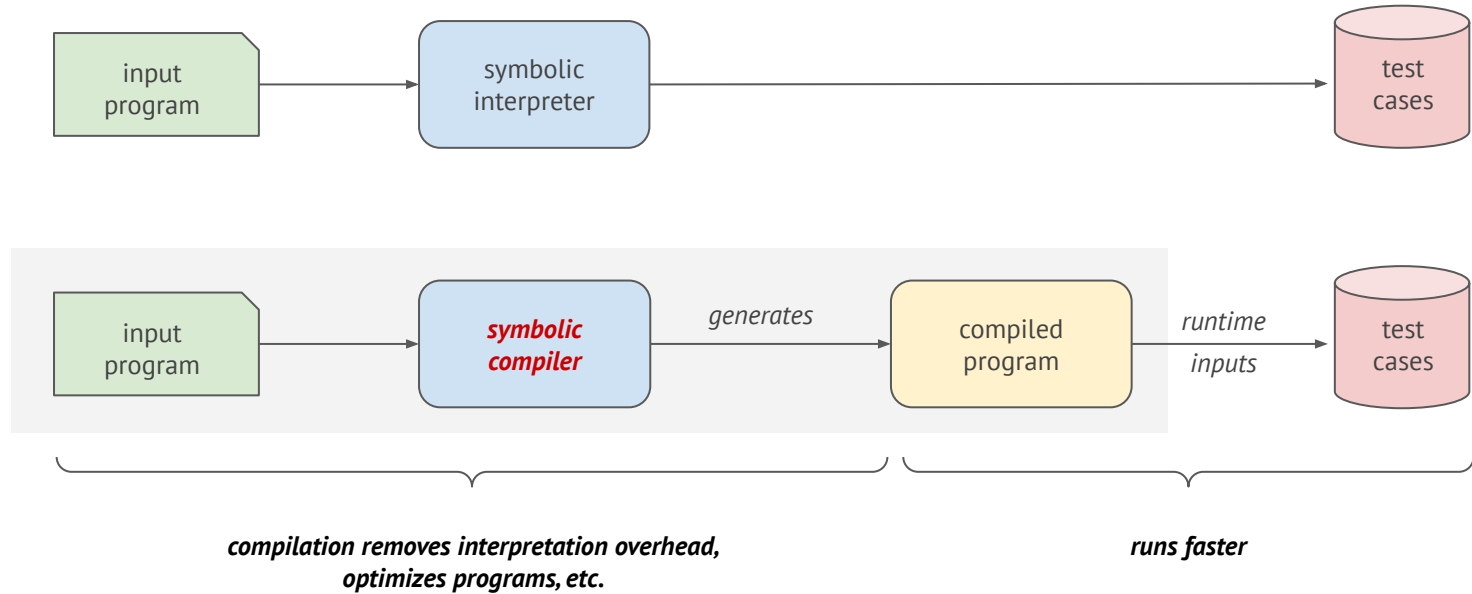 input
program
symbolic
interpreter
test
cases
input
program
symbolic
compiler
generates
compiled
program
runtime
inputs
test
cases
compilation removes interpretation overhead,
optimizes programs, etc.
runs faster